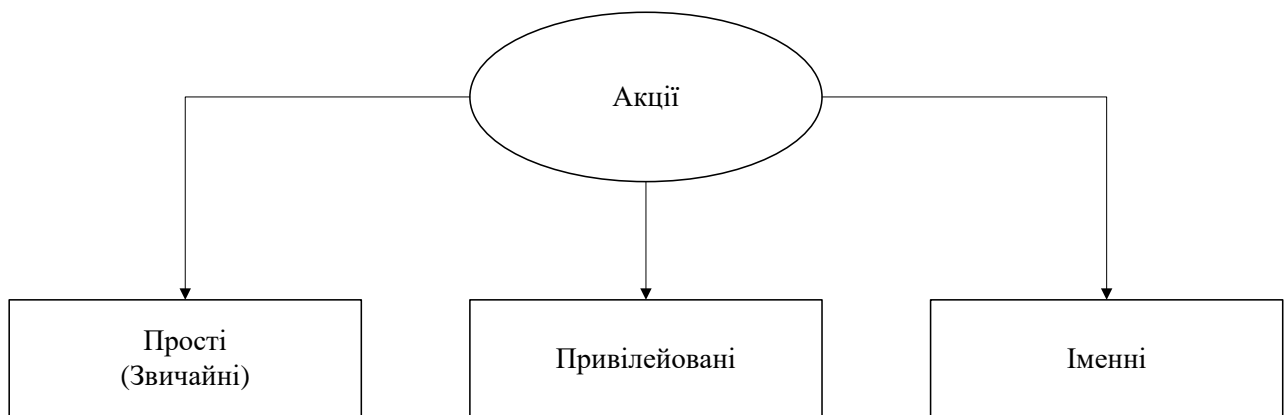 Акції
Прості
(Звичайні)
Привілейовані
Іменні